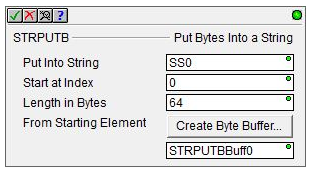 ?
STRPUTB Put Bytes Into a String
Put Into String SS0
Start at Index 0
Length in Bytes 64
From Starting Element Create Byte Buffer...
STRPUTBBuff0